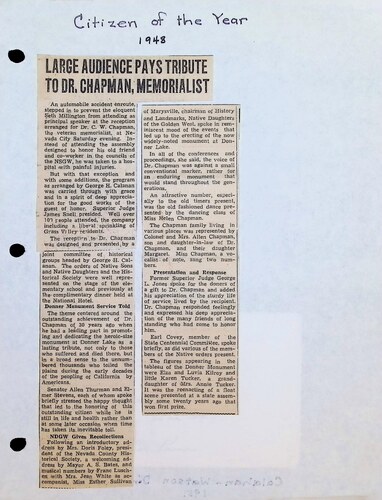 Citizen of the Year
1948
LARGE AUDIENCE PAYS TRIBUTE
TO DR. CHAPMAN, MEMORIALIST
An automobile accident enroute,
stepped in to prevent the eloquent
Seth Millington from attending as
principal speaker at the reception
arranged for Dr. C. W. Chapman,
the veteran memorialist, at Ne-
vada City Saturday evening. In-
stead of attending the assembly
designed to honor his old friend
and co-worker in the councils of
the NSGW, he was taken to a hos-
pital with painful injuries.
But with that exception and
with some additions, the program
as arranged by George H. Calanan
was carried through with grace
and in a spirit of deep apprecia-
tion for the good works of the
guest of honor. Superior Judge
James Snell presided. Well over
100 people attended, the company
including a liberal sprinkling of
Grass Valley residents.
The reception to Dr. Chapman
was designed and presented by a
joint committee of historical
groups headed by George H. Cal-
anan. The orders of Native Sons
and Native Daughters and the His-
torical Society were well repre-
sented on the stage of the
elementary school and previously at
the complimentary dinner held at
the National Hotel.
Donner Monument Service Told
The theme centered around the
outstanding achievement of Dr.
Chapman of 30 years ago when
he had a leading part in promot-
ing and dedicating the heroic-size
monument at Donner Lake as a
lasting tribute, not only to those
who suffered and died there, but
in a broad sense to the unnum-
bered thousands who toiled the
plains during the early decades
of the peopling of California by
Americans.
Senator Allen Thurman and El-
mer Stevens, each of whom spoke
briefly stressed the happy thought
that led to the honoring of this
outstanding citizen while he is
still in life and health rather than
at some later occasion when time
has taken its inevitable toll.
NDGW Given Recollections
Following an introductory ad-
dress by Mrs. Doris Foley, presi-
dent of the Nevada County His-
torical Society, a welcoming ad-
dress by Mayor A. S. Bates, and
musical numbers by Franz Lusch-
en with Mrs. Jenn White as ac-
companist, Miss Esther Sullivan
of Marysville, chairman of History
and Landmarks, Native Daughters
of the Golden West, spoke in rem-
iniscent mood of the events that
led up to the erecting of the now
widely-noted monument at Don-
ner Lake.
In all of the conferences and
proceedings, she said, the voice of
Dr. Chapman was against a small
conventional marker, rather for
an enduring monument that
would stand throughout the gen-
erations.
An attractive number, especi-
ally to the old timers present,
was the old fashioned dance pre-
sented by the dancing class of
Miss Helen Chapman.
The Chapman family living in
various places was represented by
Colonel and Mrs. Allen Chapman,
son and daughter-in-law of Dr.
Chapman, and their daughter
Margaret. Miss Chapman, a vo-
calist of note, sang two num-
bers.
Presentation and Response
Former Superior Judge George
L. Jones spoke for the donors of
a gift to Dr. Chapman and added
his appreciation of the sturdy life
of service lived by the recipient.
Dr. Chapman responded feelingly
and expressed his deep apprecia-
tion of the many friends of long
standing who had come to honor
him.
Earl Covey, member of the
State Centennial Committee, spoke
briefly, as did various of the mem-
bers of the Native orders present.
The figures appearing in the
tableau of the Donner Monument
were Etna and Luvia Kilroy and
little Karen Tucker, a grand-
daughter of Mrs. Annie Tucker.
It was the reenacting of a float
scene presented at a slate assem-
bly some twenty years ago that
won first prize.